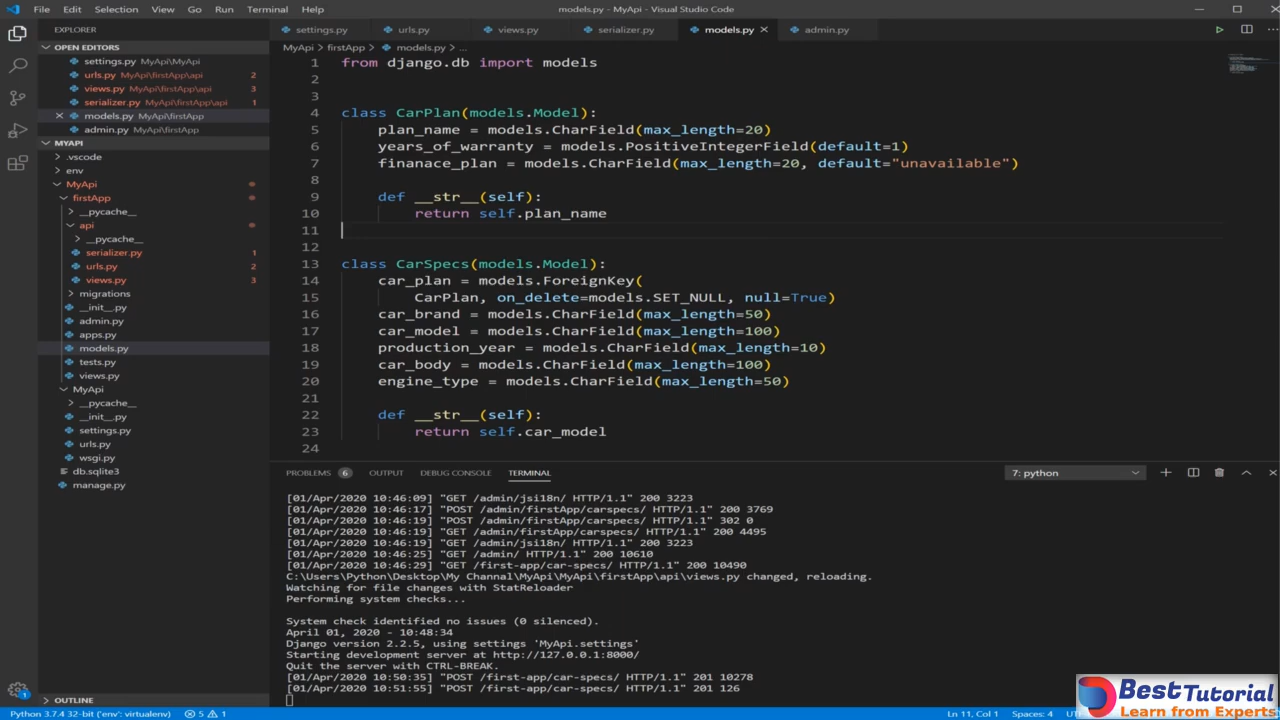 File Edit Selection View Go Run Terminal Help models.py - MyApi - Visual Studio Code
EXPLORER
OPEN EDITORS
settings.py MyApi\MyApi
urls.py MyApi\firstApp\api 2
views.py MyApi\firstApp\api 3
serializer.py MyApi\firstApp\api 1
models.py MyApi\firstApp
admin.py MyApi\firstApp
MYAPI
.vscode
env
MyApi
firstApp
__pycache__
api
__pycache__
serializer.py 1
urls.py 2
views.py 3
migrations
__init__.py
admin.py
apps.py
models.py
tests.py
views.py
MyApi
__pycache__
__init__.py
settings.py
urls.py
wsgi.py
db.sqlite3
manage.py
OUTLINE
settings.py urls.py views.py serializer.py models.py admin.py
MyApi > firstApp > models.py > ...
1 from django.db import models
2
3
4 class CarPlan(models.Model):
5 plan_name = models.CharField(max_length=20)
6 years_of_warranty = models.PositiveIntegerField(default=1)
7 finanace_plan = models.CharField(max_length=20, default="unavailable")
8
9 def __str__(self):
10 return self.plan_name
11
12
13 class CarSpecs(models.Model):
14 car_plan = models.ForeignKey(
15 CarPlan, on_delete=models.SET_NULL, null=True)
16 car_brand = models.CharField(max_length=50)
17 car_model = models.CharField(max_length=100)
18 production_year = models.CharField(max_length=10)
19 car_body = models.CharField(max_length=100)
20 engine_type = models.CharField(max_length=50)
21
22 def __str__(self):
23 return self.car_model
24
PROBLEMS 6 OUTPUT DEBUG CONSOLE TERMINAL 7: python
[01/Apr/2020 10:46:09] "GET /admin/jsi18n/ HTTP/1.1" 200 3223
[01/Apr/2020 10:46:17] "POST /admin/firstApp/carspecs/ HTTP/1.1" 200 3769
[01/Apr/2020 10:46:19] "POST /admin/firstApp/carspecs/ HTTP/1.1" 302 0
[01/Apr/2020 10:46:19] "GET /admin/firstApp/carspecs/ HTTP/1.1" 200 4495
[01/Apr/2020 10:46:19] "GET /admin/jsi18n/ HTTP/1.1" 200 3223
[01/Apr/2020 10:46:25] "GET /admin/ HTTP/1.1" 200 10610
[01/Apr/2020 10:46:29] "GET /first-app/car-specs/ HTTP/1.1" 200 10490
C:\Users\Python\Desktop\My Channal\MyApi\MyApi\firstApp\api\views.py changed, reloading.
Watching for file changes with StatReloader
Performing system checks...
System check identified no issues (0 silenced).
April 01, 2020 - 10:48:34
Django version 2.2.5, using settings 'MyApi.settings'
Starting development server at http://127.0.0.1:8000/
Quit the server with CTRL-BREAK.
[01/Apr/2020 10:50:35] "POST /first-app/car-specs/ HTTP/1.1" 201 10278
[01/Apr/2020 10:51:55] "POST /first-app/car-specs/ HTTP/1.1" 201 126
BestTutorial
Learn from Experts
1
Python 3.7.4 32-bit ('env': virtualenv) 5 1 Ln 11, Col 1 Spaces: 4